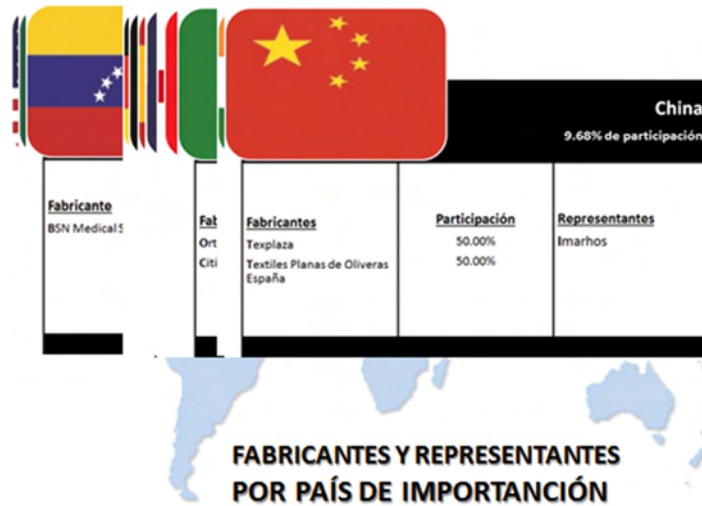 China
9.68% de participación
Fabricante
BSN Medical S
Fab
Ort
Citi
Fabricantes
Texplaza
Textiles Planas de Oliveras
España
Participación
50.00%
50.00%
Representantes
Imarhos
FABRICANTES Y REPRESENTANTES
POR PAÍS DE IMPORTANCIÓN